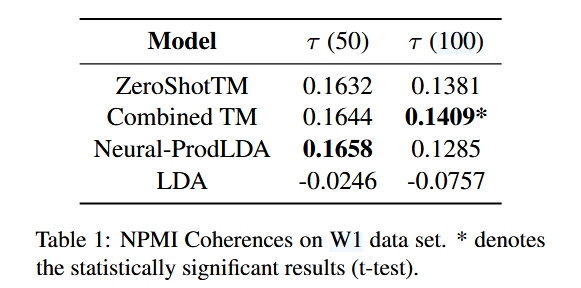 Model τ (50) τ (100)
ZeroShotTM 0.1632 0.1381
Combined TM 0.1644 0.1409*
Neural-ProdLDA 0.1658 0.1285
LDA -0.0246 -0.0757
Table 1: NPMI Coherences on W1 data set. * denotes
the statistically significant results (t-test).